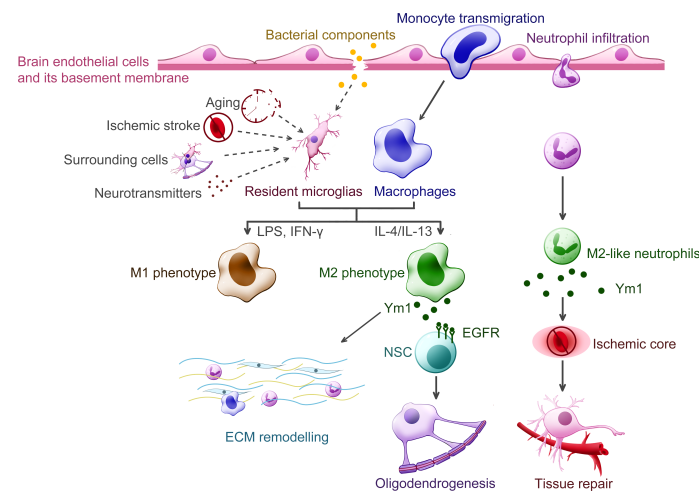 Monocyte transmigration
Bacterial components
Neutrophil infiltration
Brain endothelial cells
and its basement membrane
Aging
Ischemic stroke
Surrounding cells
Neurotransmitters
Resident microglias
Macrophages
LPS, IFN-γ
IL-4/IL-13
M1 phenotype
M2 phenotype
M2-like neutrophils
Ym1
Ym1
EGFR
NSC
Ischemic core
ECM remodelling
Oligodendrogenesis
Tissue repair